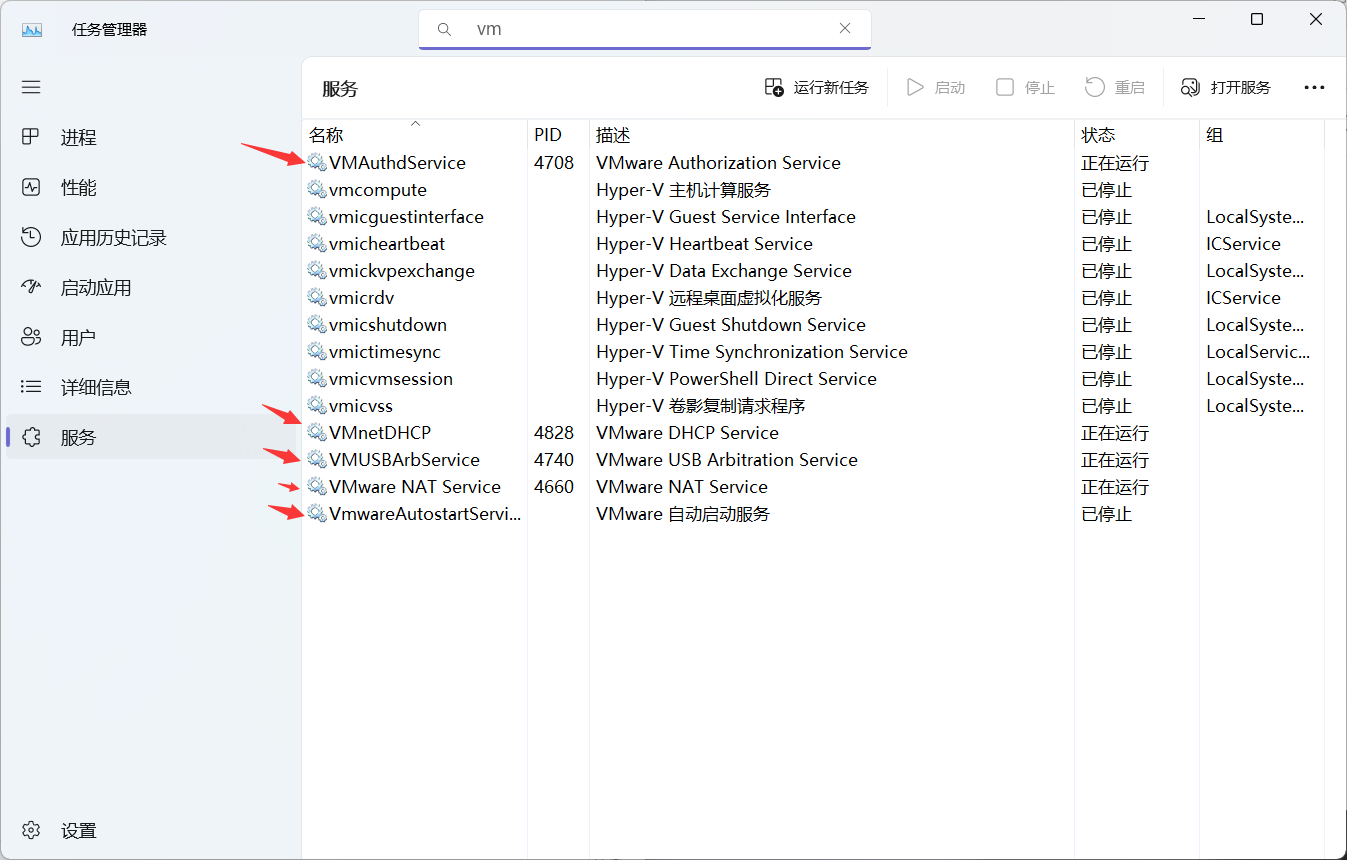 任务管理器
vm
服务
运行新任务
启动
停止
重启
打开服务
进程
性能
应用历史记录
启动应用
用户
详细信息
服务
设置
名称 PID 描述 状态 组
VMAuthdService 4708 VMware Authorization Service 正在运行
vmcompute Hyper-V 主机计算服务 已停止
vmicguestinterface Hyper-V Guest Service Interface 已停止 LocalSyste...
vmicheartbeat Hyper-V Heartbeat Service 已停止 ICService
vmickvpexchange Hyper-V Data Exchange Service 已停止 LocalSyste...
vmicrdv Hyper-V 远程桌面虚拟化服务 已停止 ICService
vmicshutdown Hyper-V Guest Shutdown Service 已停止 LocalSyste...
vmictimesync Hyper-V Time Synchronization Service 已停止 LocalServic...
vmicvmsession Hyper-V PowerShell Direct Service 已停止 LocalSyste...
vmicvss Hyper-V 卷影复制请求程序 已停止 LocalSyste...
VMnetDHCP 4828 VMware DHCP Service 正在运行
VMUSBArbService 4740 VMware USB Arbitration Service 正在运行
VMware NAT Service 4660 VMware NAT Service 正在运行
VmwareAutostartServi... VMware 自动启动服务 已停止